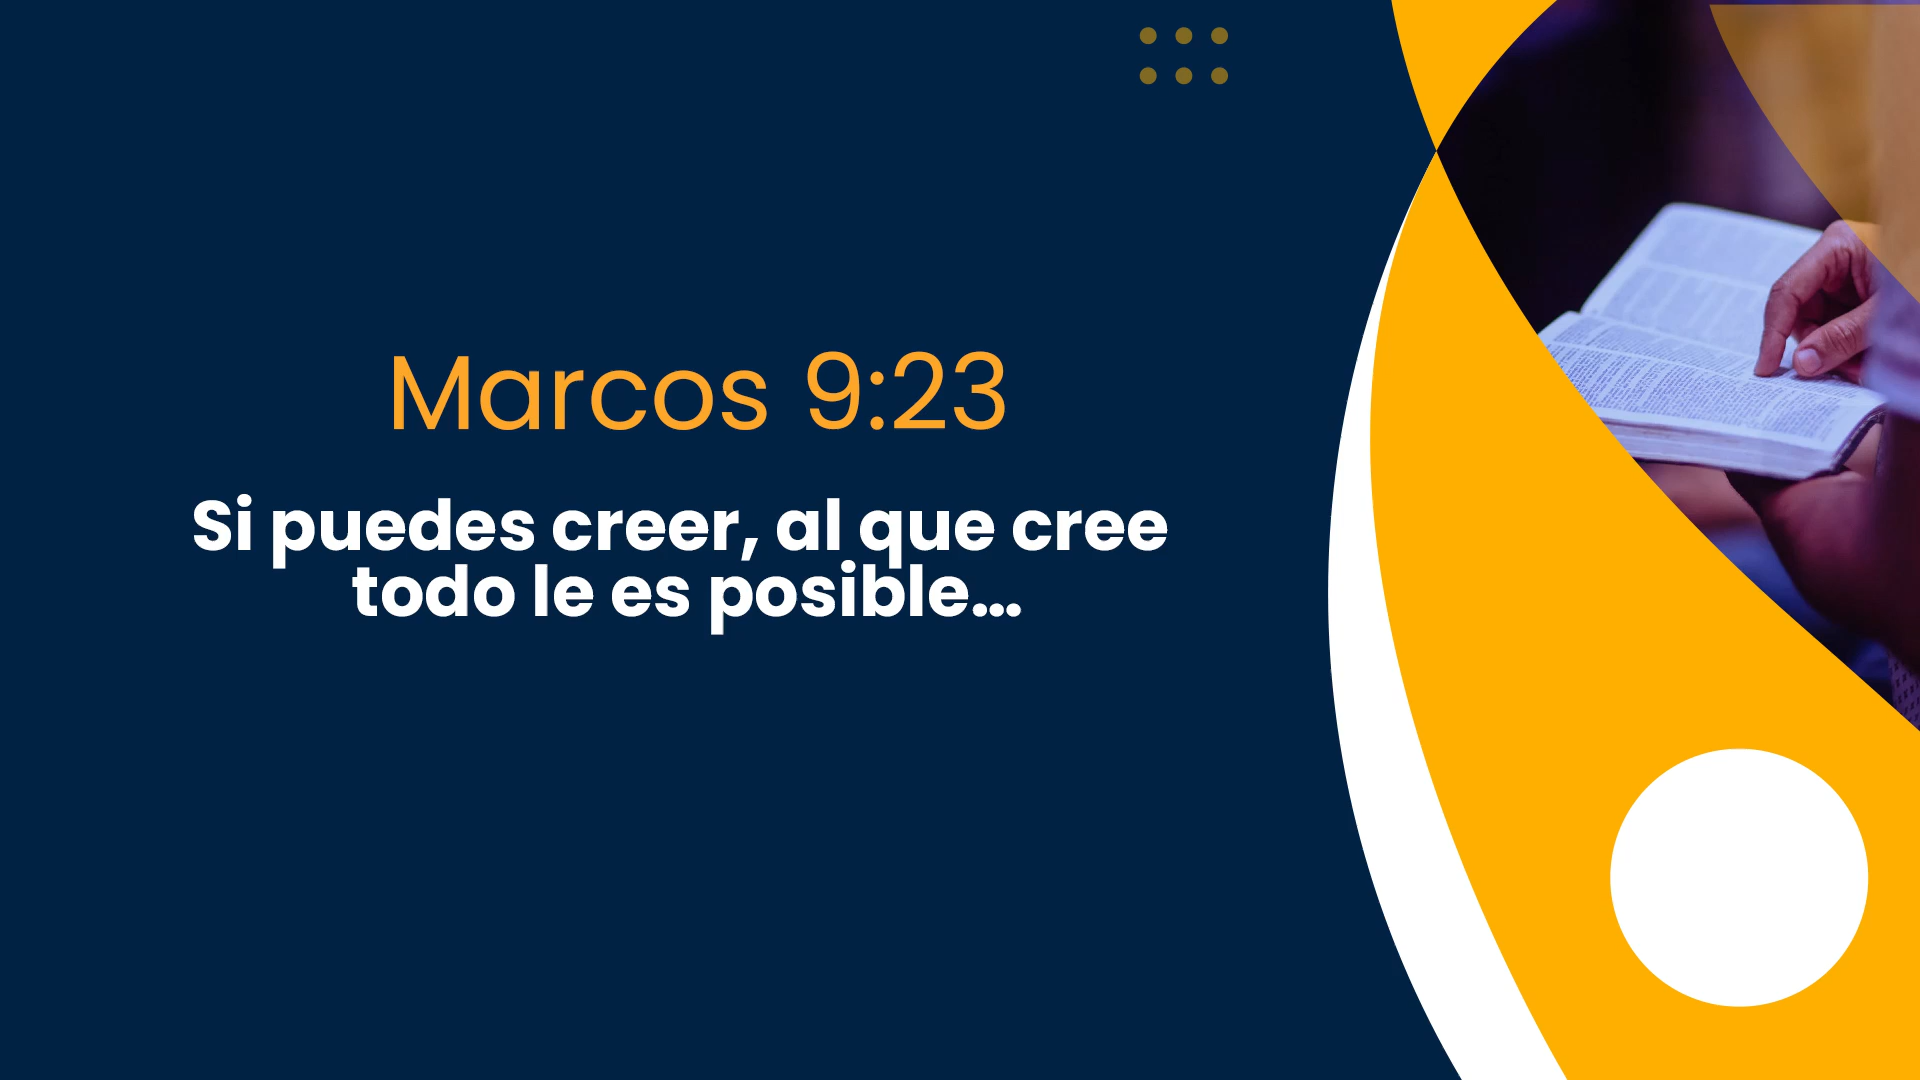 Marcos 9:23
Si puedes creer, al que cree
todo le es posible...